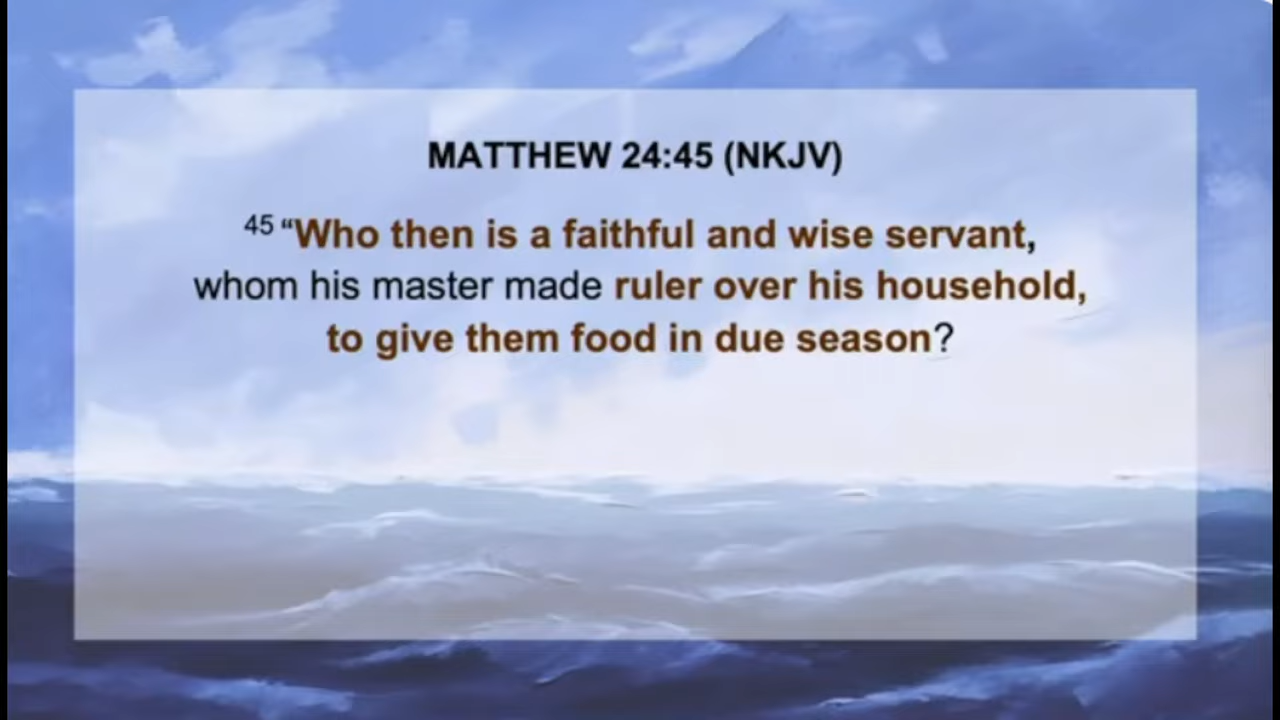 MATTHEW 24:45 (NKJV)
45 “Who then is a faithful and wise servant,
whom his master made ruler over his household,
to give them food in due season?